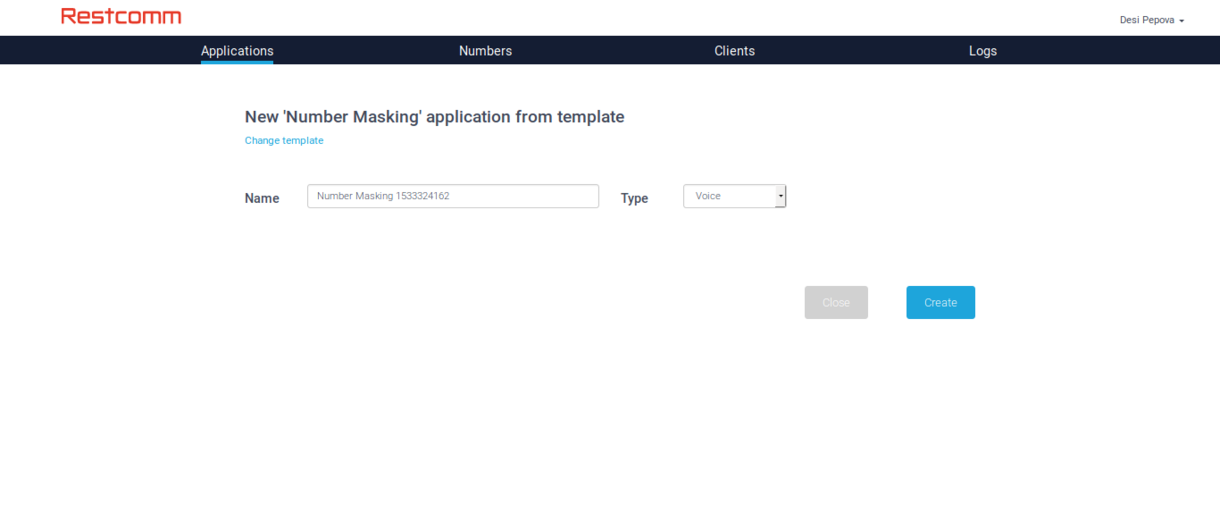 Restcomm
Desi Pepova
Applications Numbers Clients Logs
New 'Number Masking' application from template
Change template
Name Number Masking 1533324162 Type Voice
Close Create